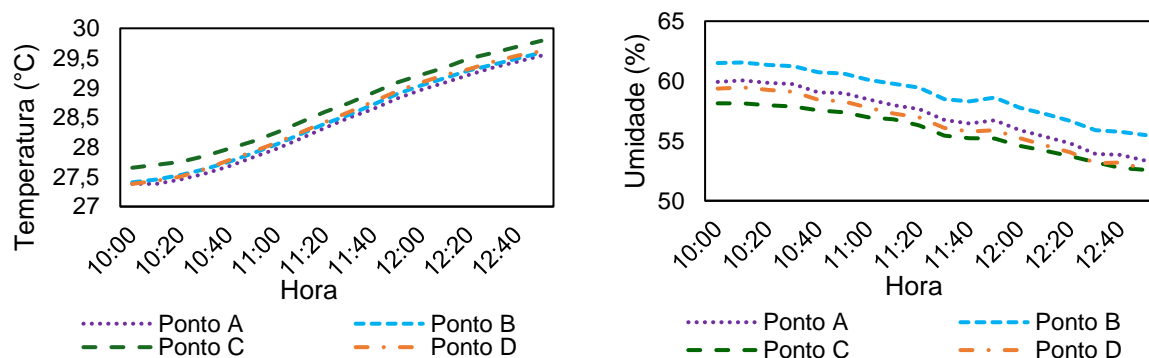 Temperatura (°C)
30
29,5
29
28,5
28
27,5
27
10:00
10:20
10:40
11:00
11:20
11:40
12:00
12:20
12:40
Hora
Ponto A
Ponto B
Ponto C
Ponto D
Umidade (%)
65
60
55
50
10:00
10:20
10:40
11:00
11:20
11:40
12:00
12:20
12:40
Hora
Ponto A
Ponto B
Ponto C
Ponto D